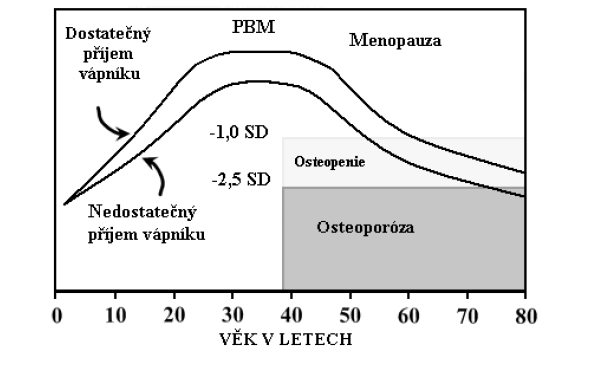 PBM
Dostatečný
příjem
vápníku
Menopauza
-1,0 SD
Osteopenie
-2,5 SD
Nedostatečný
příjem vápníku
Osteoporóza
0 10 20 30 40 50 60 70 80
VĚK V LETECH